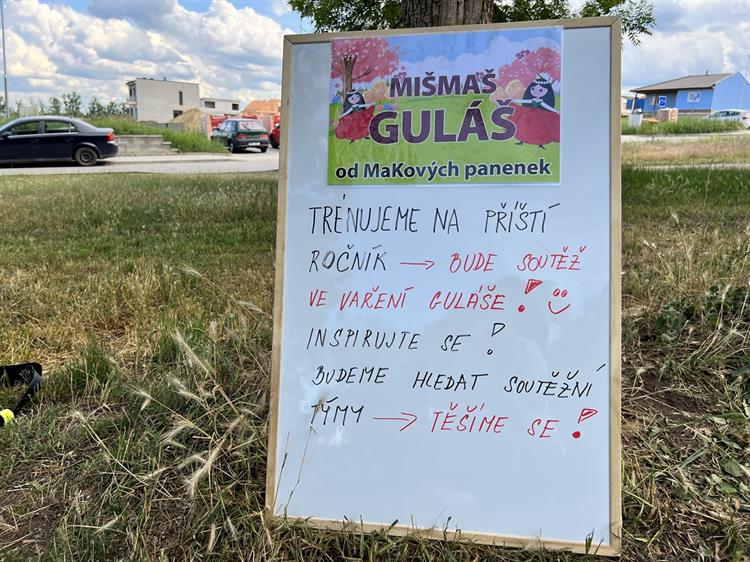 MIŠMAŠ
GULÁŠ
od MaKových panenek
TRÉNUJEME NA PŘÍŠTÍ
ROČNÍK → BUDE SOUTĚŽ
VE VAŘENÍ GULÁŠE!
INSPIRUJTE SE!
BUDEME HLEDAT SOUTĚŽNÍ
TÝMY → TĚŠÍME SE!